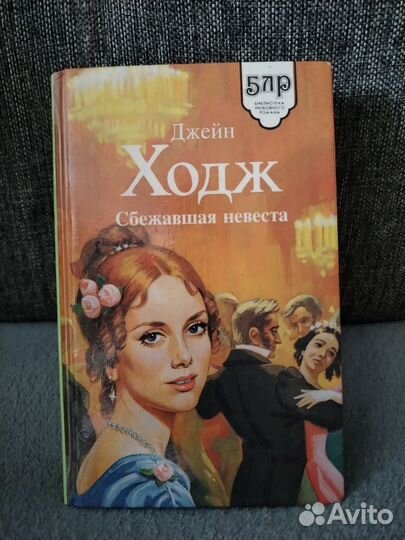 БЛР
БИБЛИОТЕКА
ЛЮБОВНОГО
РОМАНА
Джейн
Ходж
Сбежавшая невеста
Avito